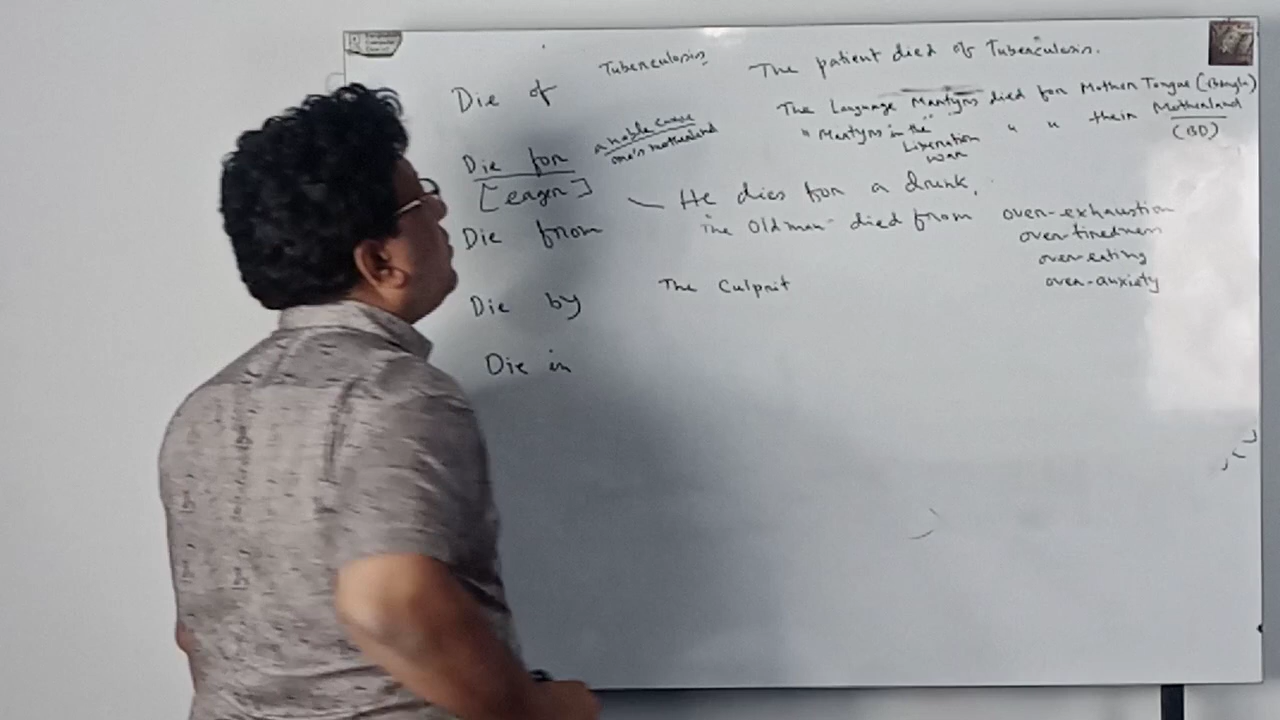 Die of Tuberculosis, The patient died of Tuberculosis.
Die for a noble cause The Language Martyrs died for Mother Tongue (Bangla)
one's motherland " Martyrs in the " " " their Motherland
Liberation war (BD)
[eager] — He dies for a drunk.
Die from The Old man died from over-exhaustion
over-tiredness
over-eating
over-anxiety
Die by The Culprit
Die in